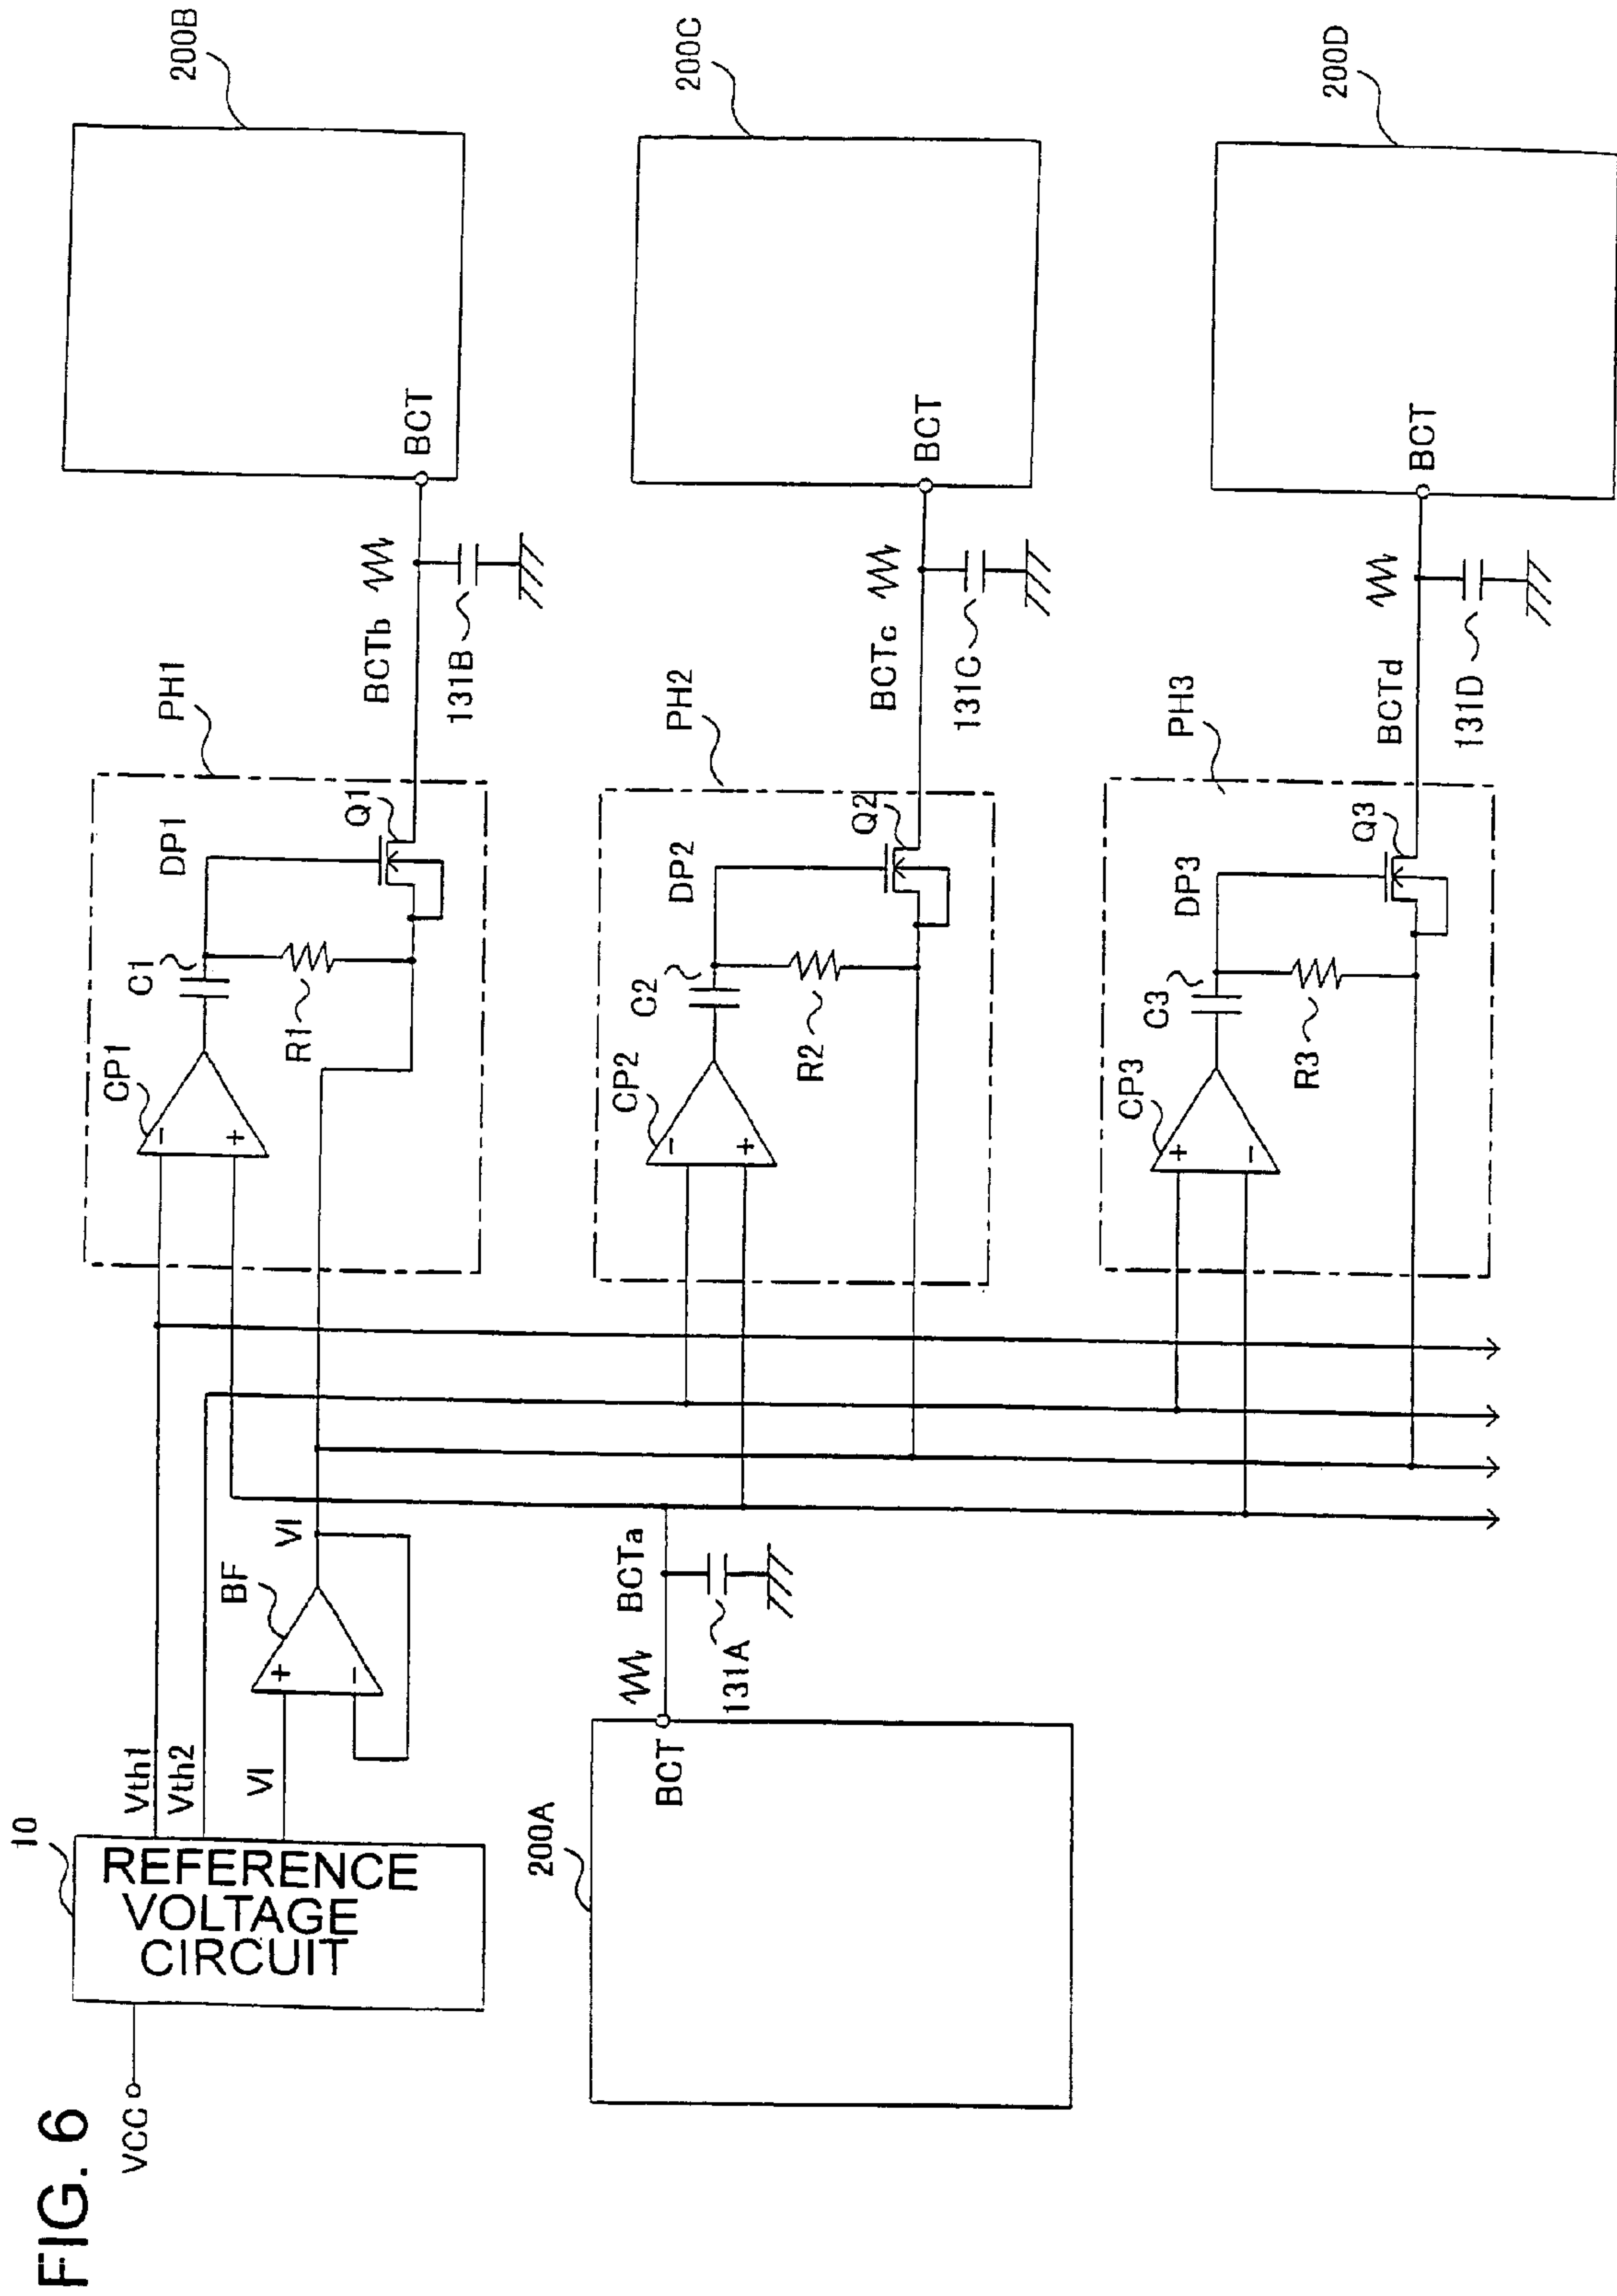 FIG. 6
VCC
10
REFERENCE
VOLTAGE
CIRCUIT
Vth1
Vth2
VI
BF
VI
+
-
CP1
-
+
C1
R1
DP1
Q1
PH1
BCTb
131B
BCT
200B
200A
BCT
BCTa
131A
CP2
-
+
C2
R2
DP2
Q2
PH2
BCTc
131C
BCT
200C
CP3
+
-
C3
R3
DP3
Q3
PH3
BCTd
131D
BCT
200D